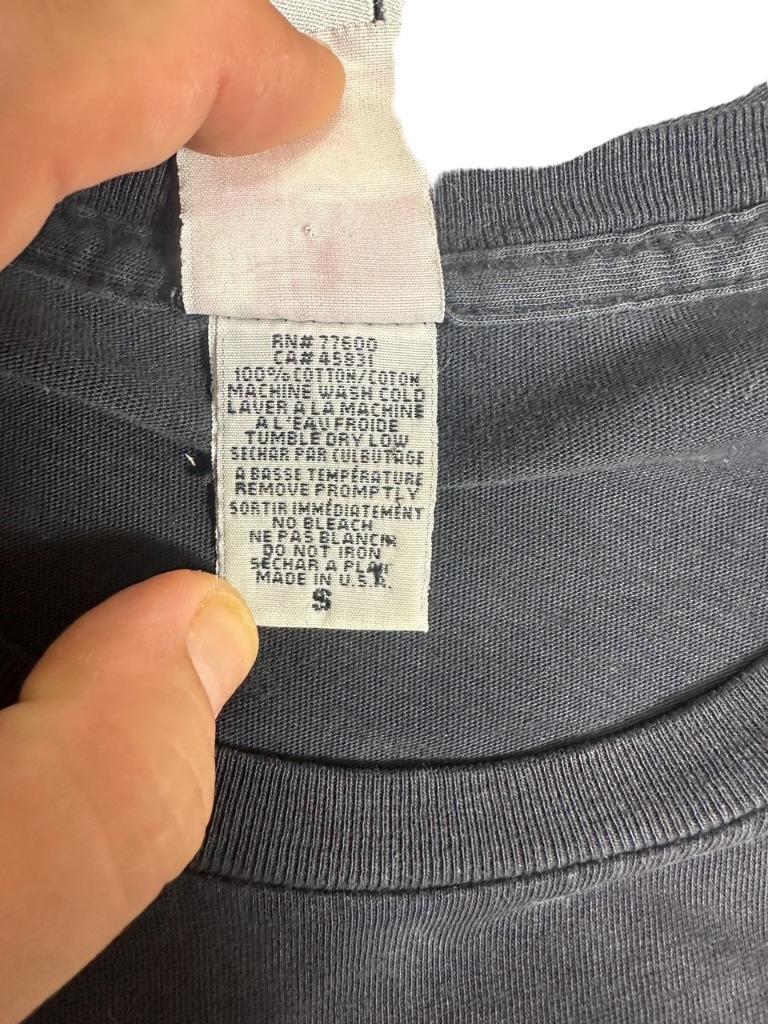 RN# 77600
CA# 45931
100% COTTON/COTON
MACHINE WASH COLD
LAVER A LA MACHINE
A L'EAU FROIDE
TUMBLE DRY LOW
SECHAR PAR CULBUTAGE
A BASSE TEMPÉRATURE
REMOVE PROMPTLY
SORTIR IMMÉDIATEMENT
NO BLEACH
NE PAS BLANCIR
DO NOT IRON
SECHAR A PLAT
MADE IN U.S.A.
S